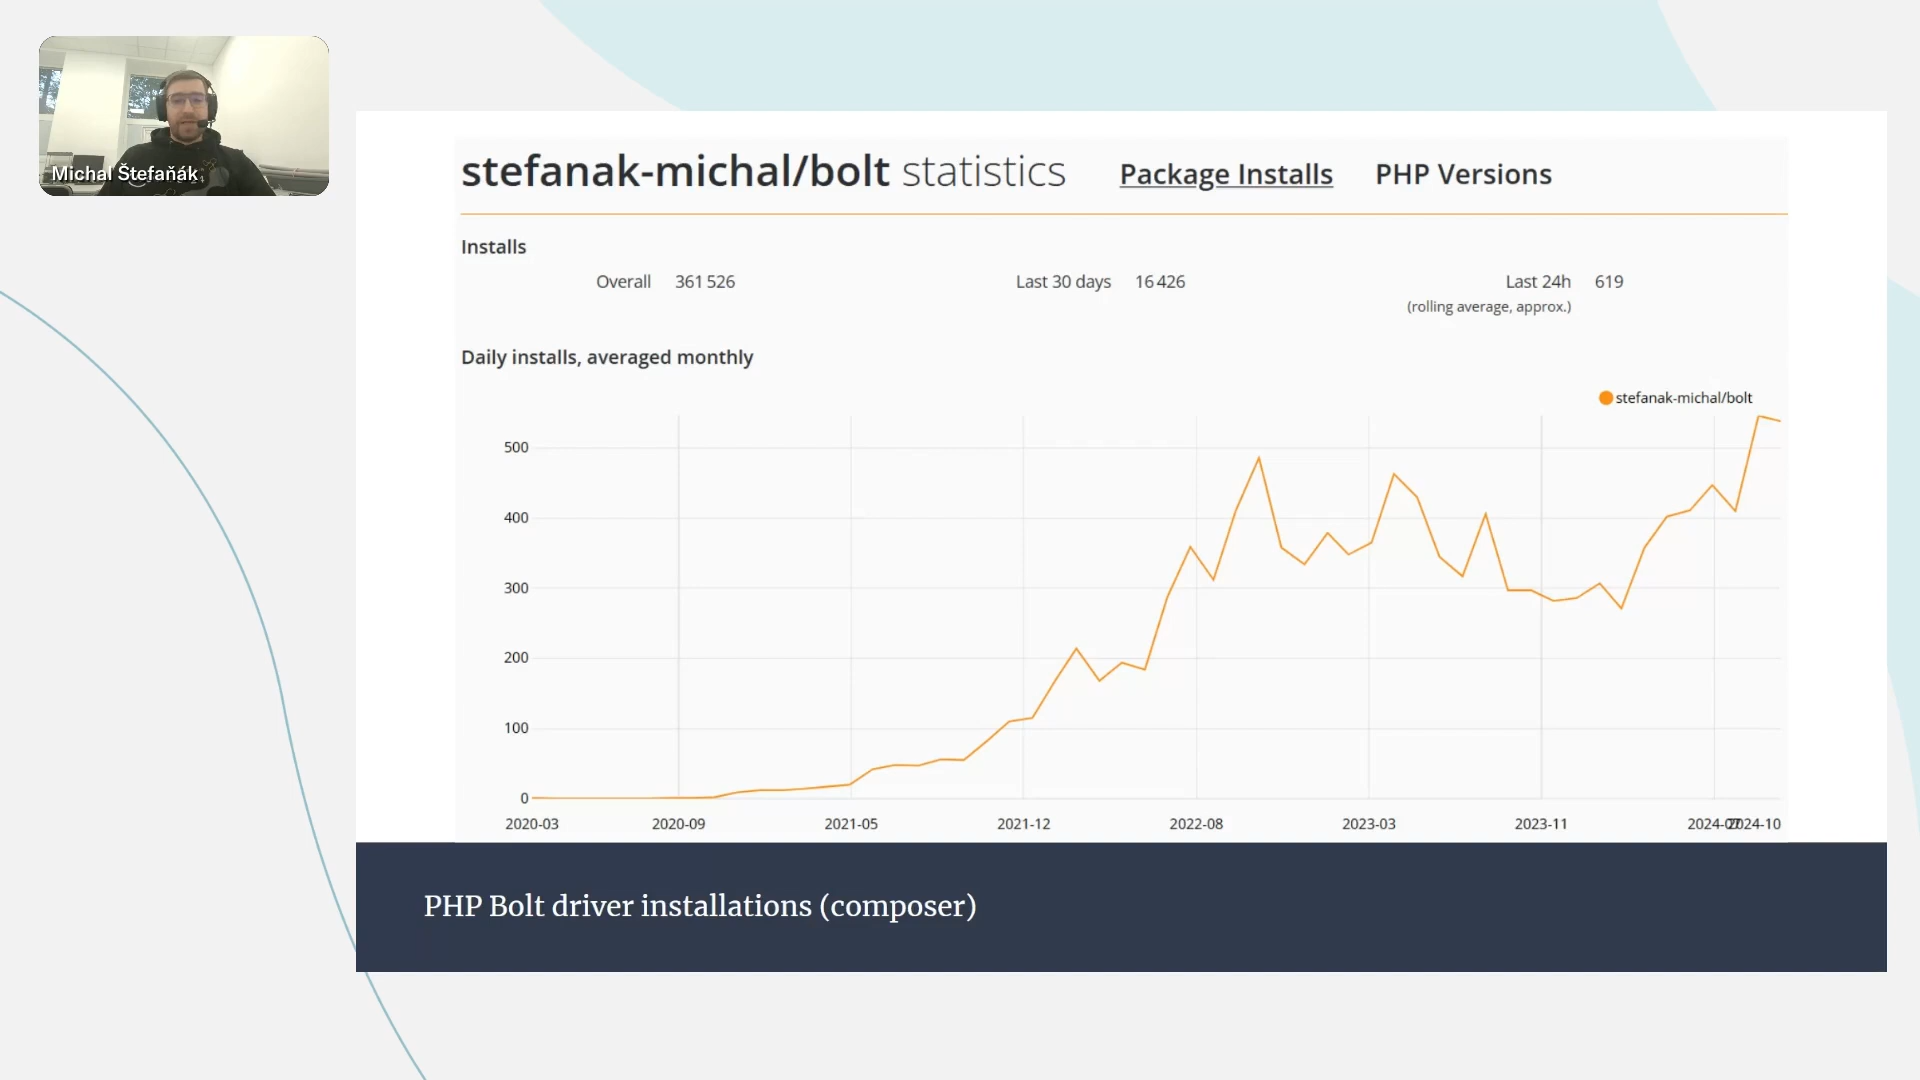 Michal Štefaňák
stefanak-michal/bolt statistics
Package Installs
PHP Versions
Installs
Overall 361 526
Last 30 days 16 426
Last 24h 619
(rolling average, approx.)
Daily installs, averaged monthly
stefanak-michal/bolt
500
400
300
200
100
0
2020-03 2020-09 2021-05 2021-12 2022-08 2023-03 2023-11 2024-07 2024-10
PHP Bolt driver installations (composer)